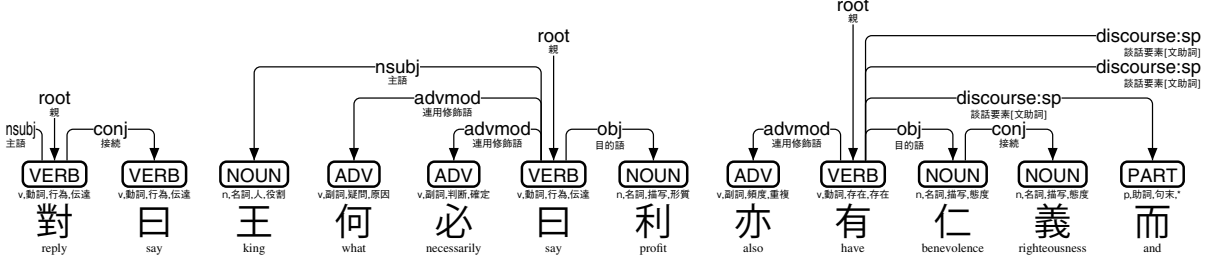 root
親
discourse:sp
談話要素[文助詞]
root
親
nsubj
主語
discourse:sp
談話要素[文助詞]
root
親
advmod
連用修飾語
discourse:sp
談話要素[文助詞]
nsubj
主語
conj
接続
advmod
連用修飾語
obj
目的語
advmod
連用修飾語
obj
目的語
conj
接続
VERB VERB NOUN ADV ADV VERB NOUN ADV VERB NOUN NOUN PART
v,動詞,行為,伝達 v,動詞,行為,伝達 n,名詞,人,役割 v,副詞,疑問,原因 v,副詞,判断,確定 v,動詞,行為,伝達 n,名詞,描写,形質 v,副詞,頻度,重複 v,動詞,存在,存在 n,名詞,描写,態度 n,名詞,描写,態度 p,助詞,句末,*
對 曰 王 何 必 曰 利 亦 有 仁 義 而
reply say king what necessarily say profit also have benevolence righteousness and